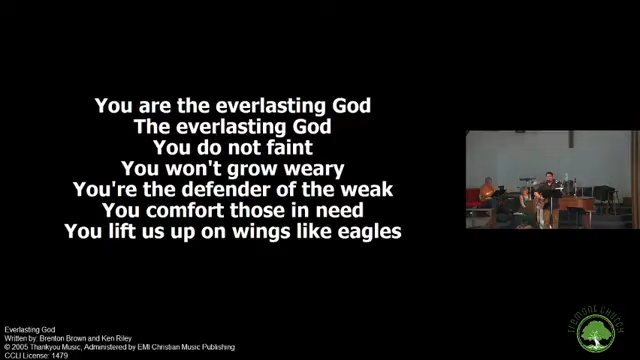 You are the everlasting God
The everlasting God
You do not faint
You won't grow weary
You're the defender of the weak
You comfort those in need
You lift us up on wings like eagles
Everlasting God
Written by: Brenton Brown and Ken Riley
© 2005 Thankyou Music, Administered by EMI Christian Music Publishing
CCLI License: 1479
FREMONT CHURCH